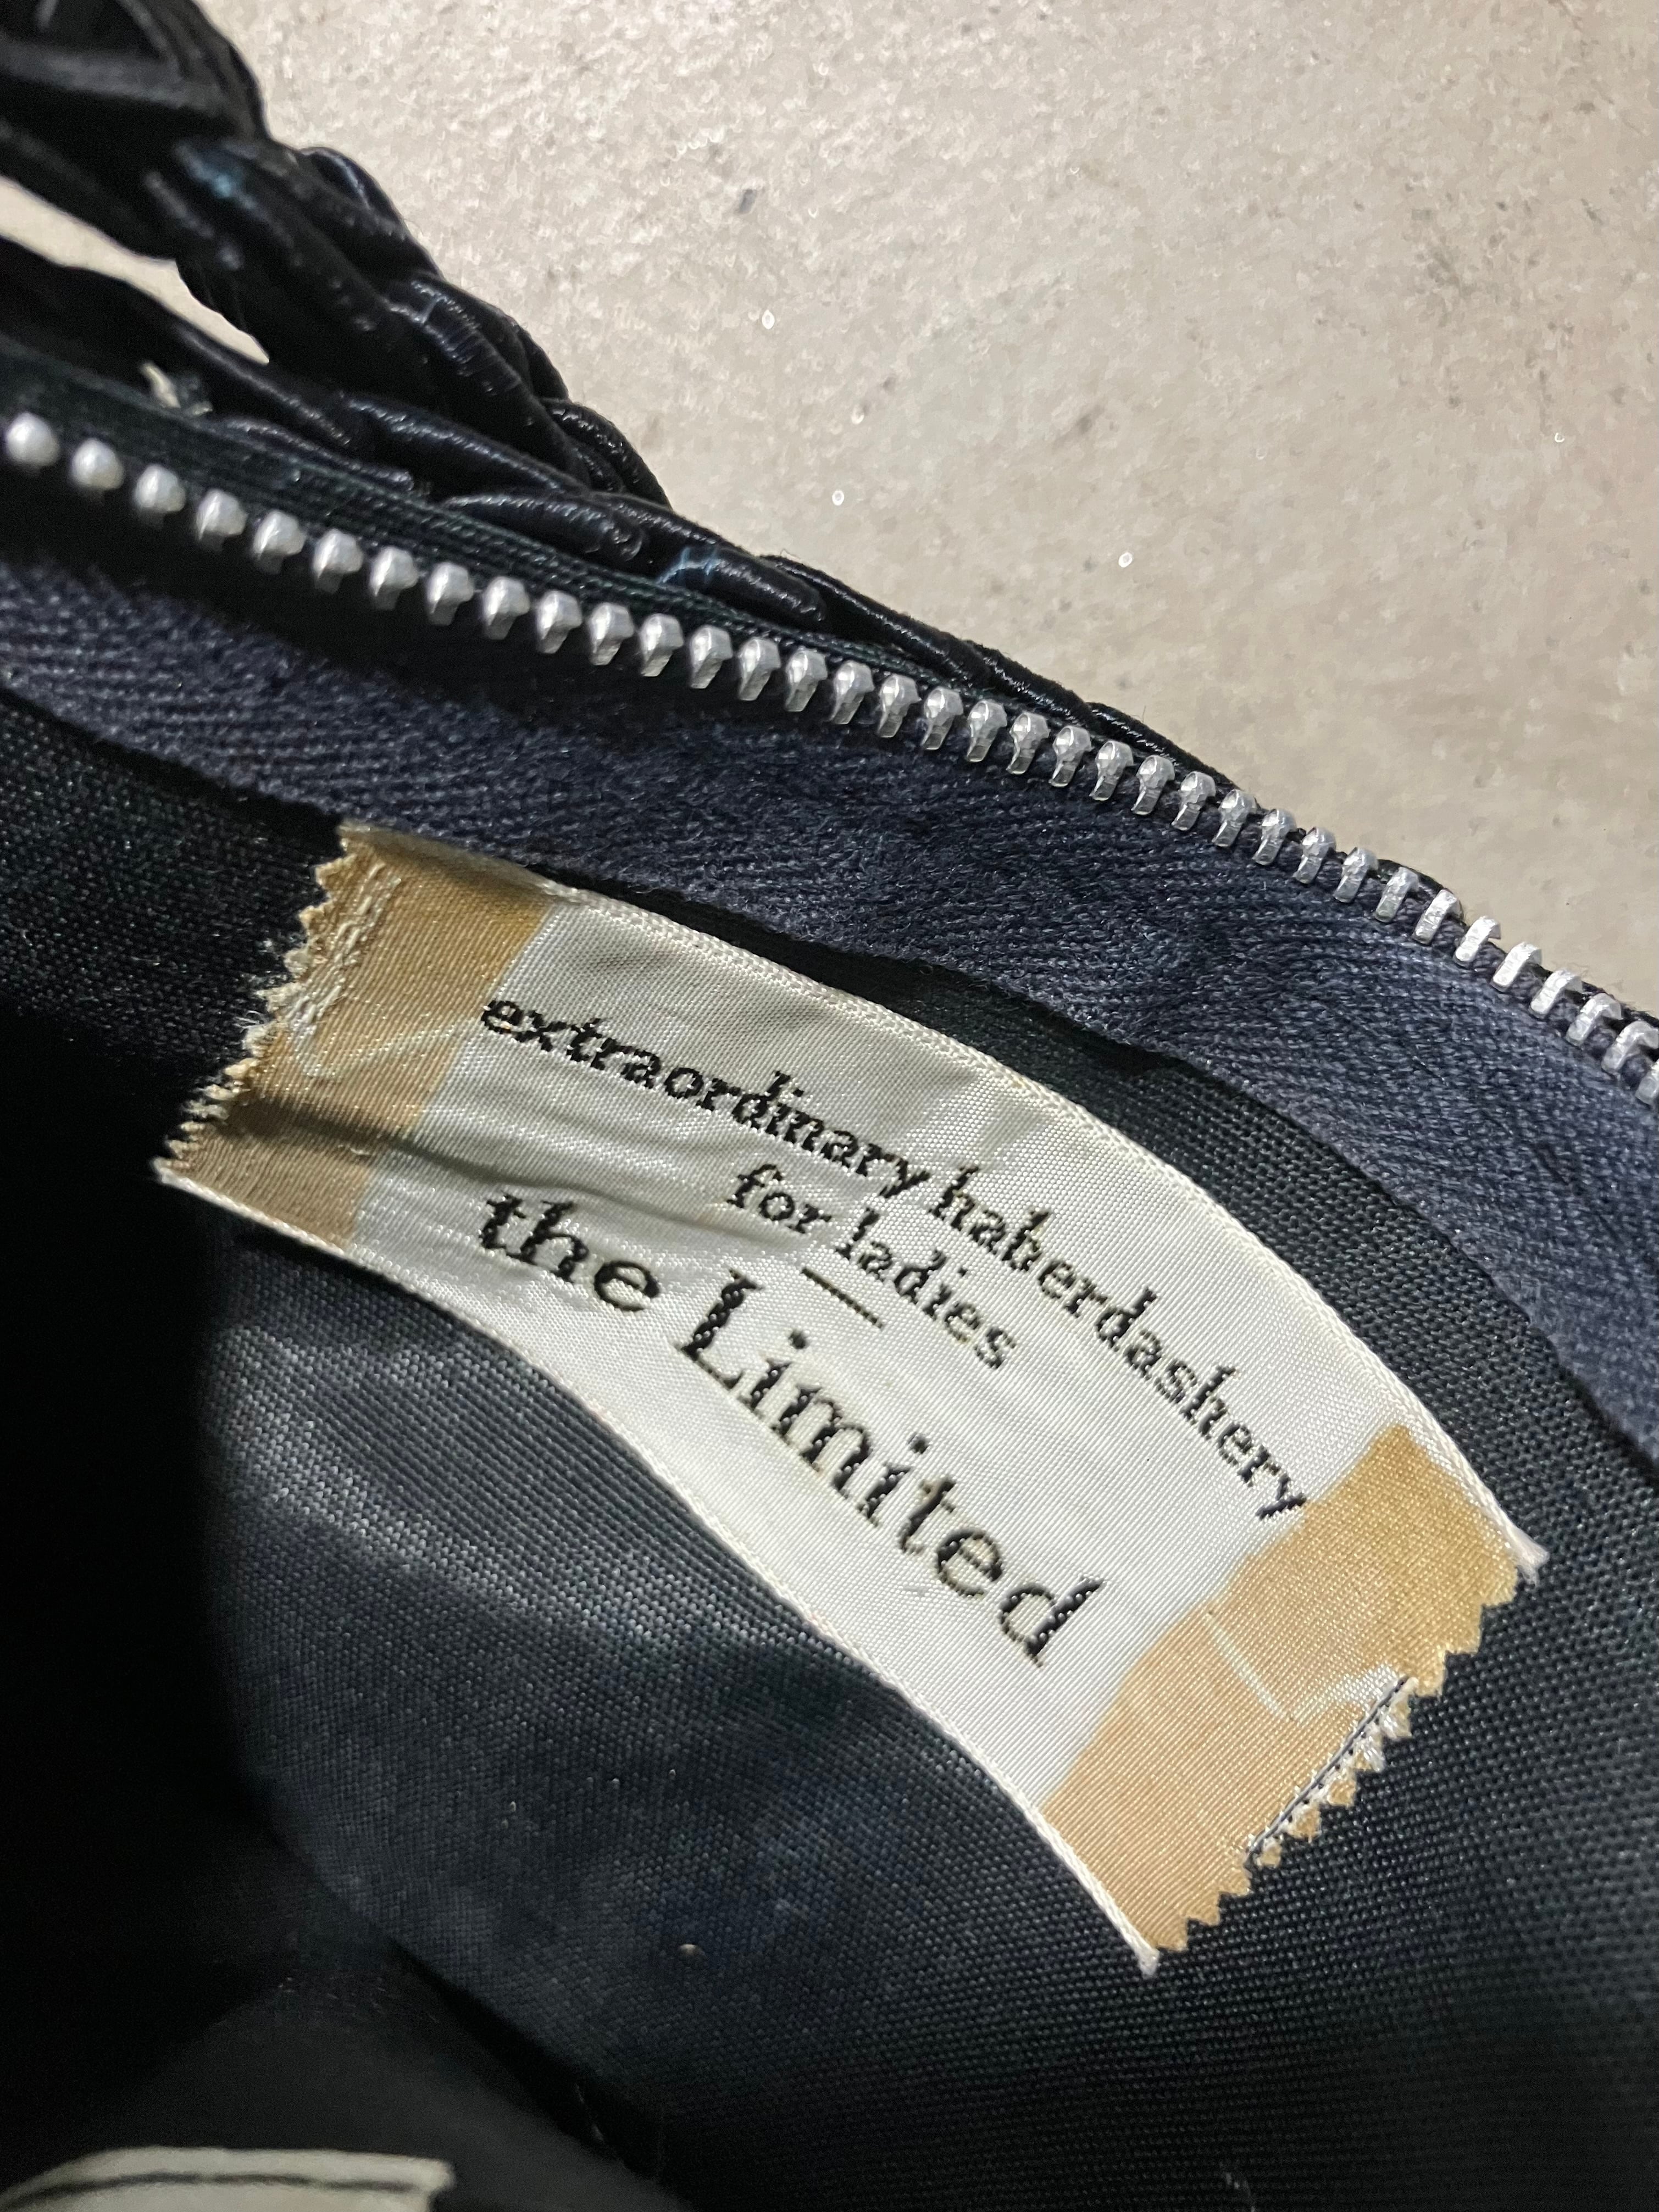 extraordinary haberdashery
for ladies
the Limited